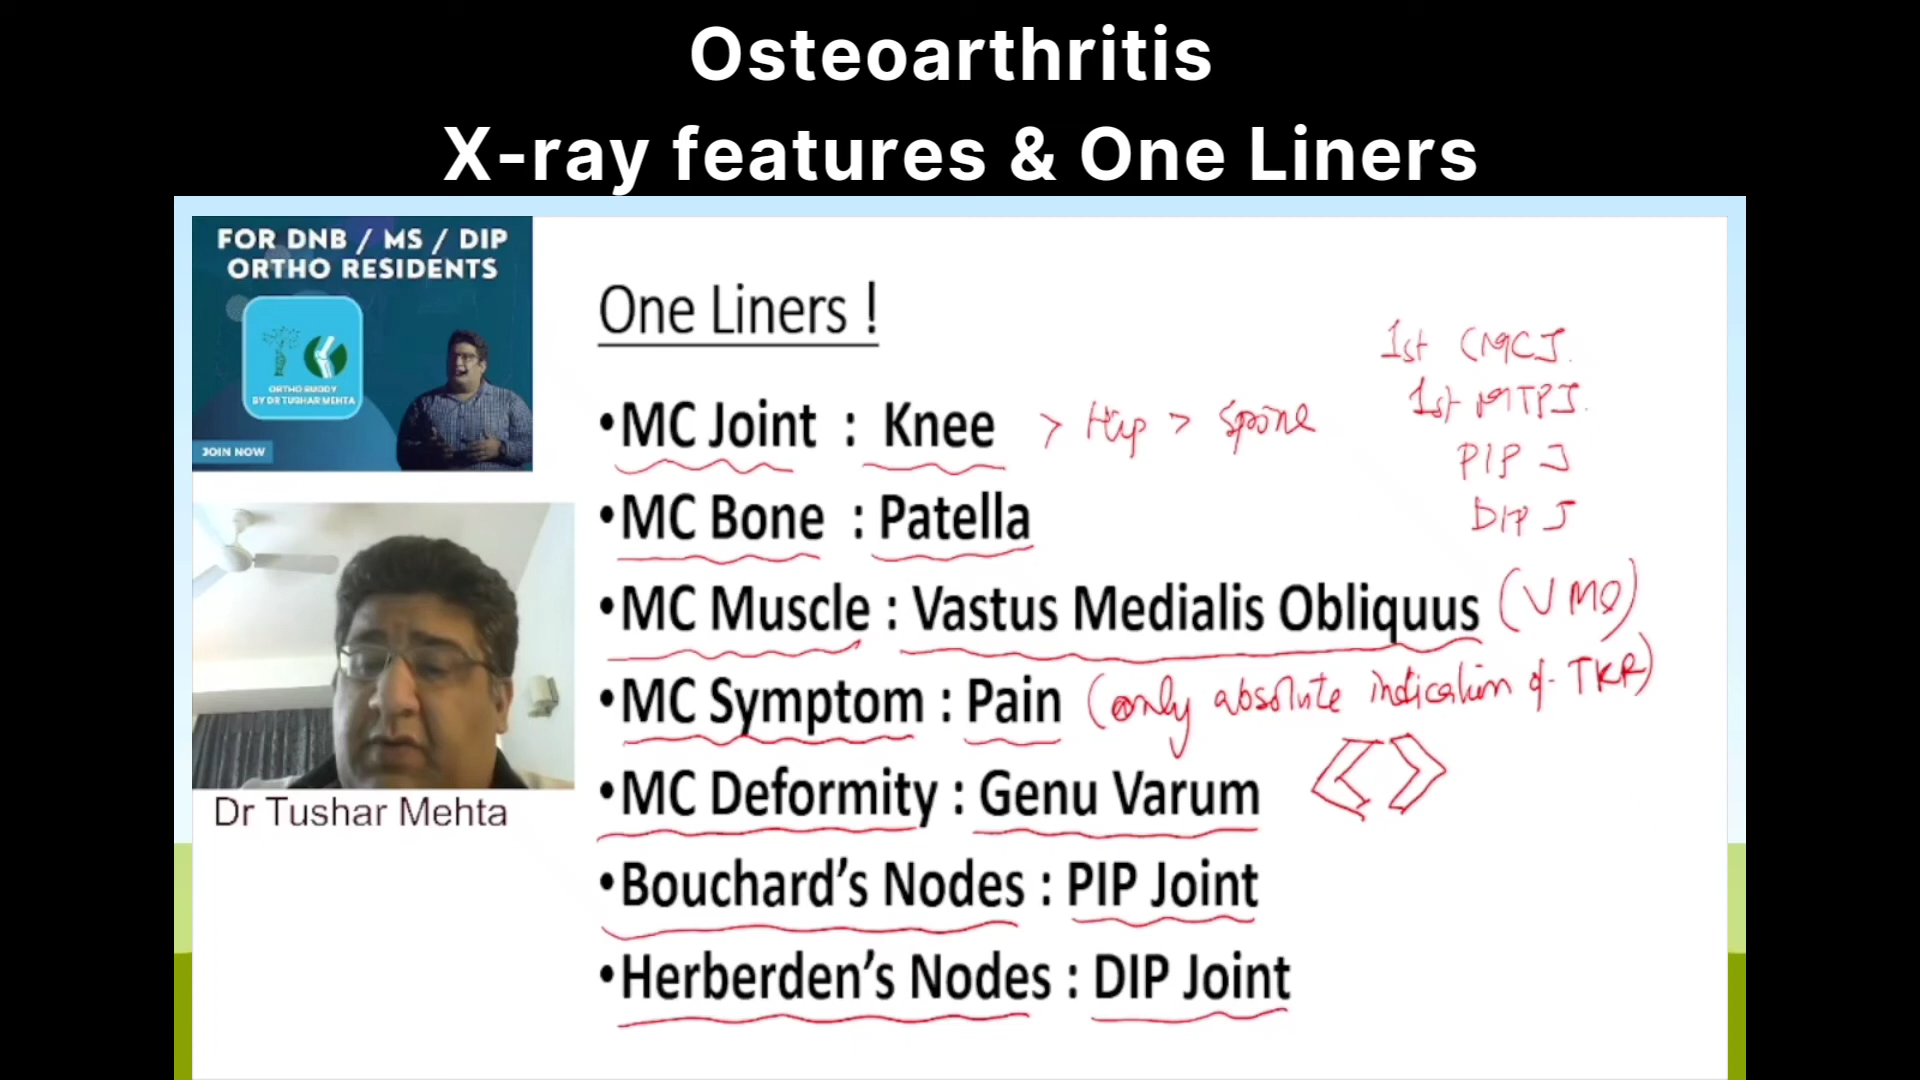 Osteoarthritis
X-ray features & One Liners
FOR DNB / MS / DIP
ORTHO RESIDENTS
ORTHO BUDDY
BY DR TUSHAR MEHTA
JOIN NOW
Dr Tushar Mehta
One Liners !
•MC Joint : Knee > Hip > Spine
•MC Bone : Patella
•MC Muscle : Vastus Medialis Obliquus (VMO)
•MC Symptom : Pain (only absolute indication of TKR)
•MC Deformity : Genu Varum
•Bouchard’s Nodes : PIP Joint
•Herberden’s Nodes : DIP Joint
1st CMCJ.
1st MTPJ.
PIP J
DIP J